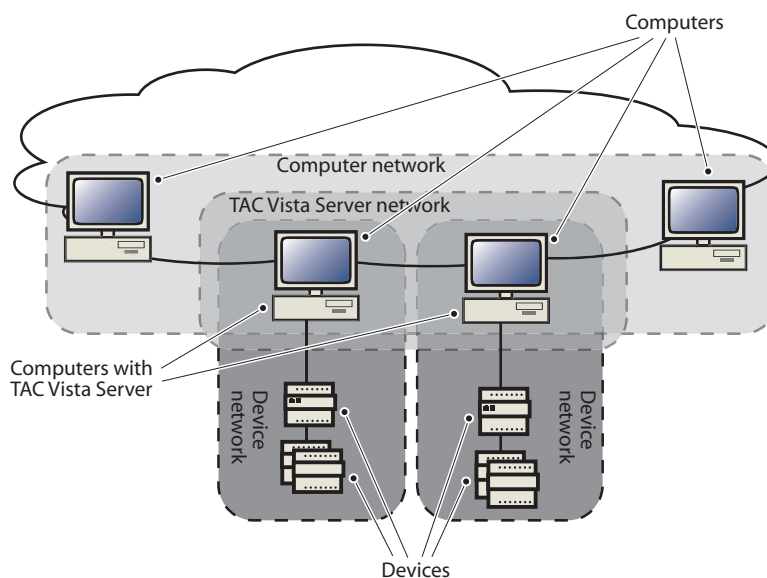 Computers
Computer network
TAC Vista Server network
Computers with
TAC Vista Server
Device
network
Device
network
Devices